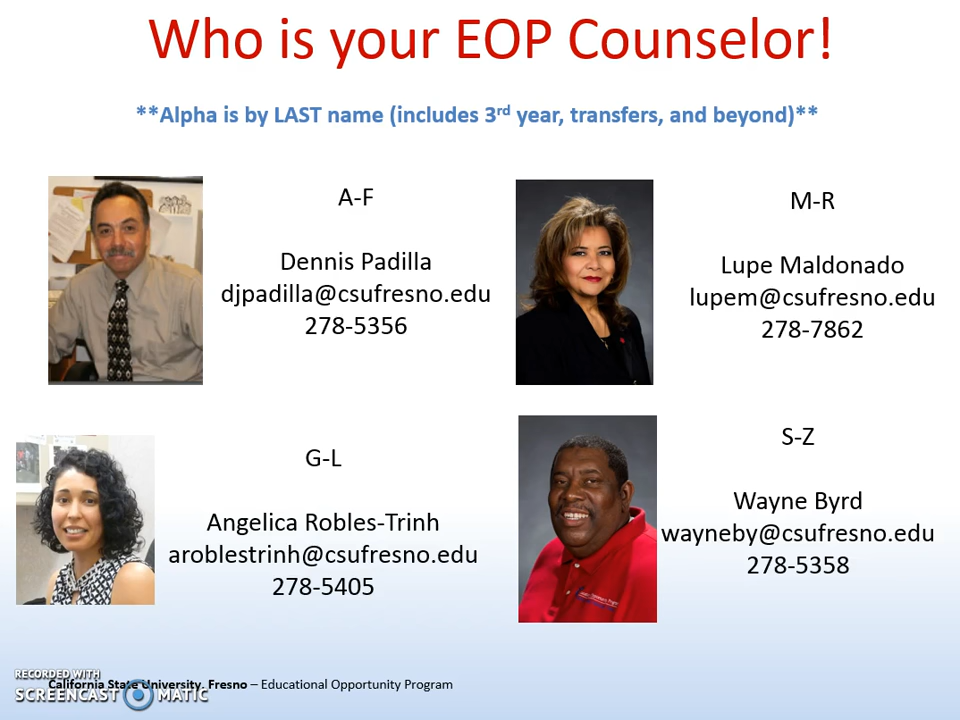 Who is your EOP Counselor!
**Alpha is by LAST name (includes 3rd year, transfers, and beyond)**
A-F
Dennis Padilla
djpadilla@csufresno.edu
278-5356
M-R
Lupe Maldonado
lupem@csufresno.edu
278-7862
G-L
Angelica Robles-Trinh
aroblestrinh@csufresno.edu
278-5405
S-Z
Wayne Byrd
wayneby@csufresno.edu
278-5358
RECORDED WITH
SCREENCAST MATIC
California State University, Fresno – Educational Opportunity Program